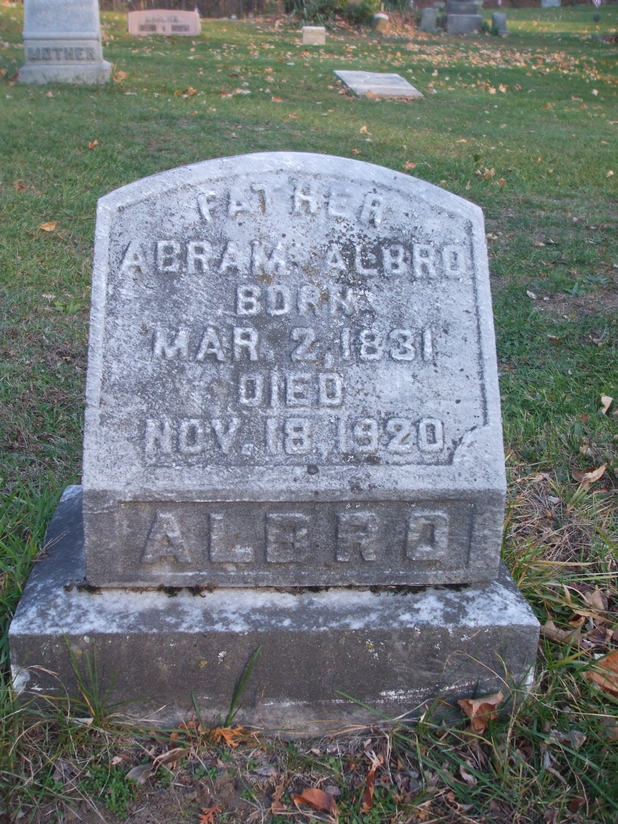 MOTHER
FATHER
ABRAM ALBRO
BORN
MAR. 2, 1831
DIED
NOV. 18, 1920
ALBRO